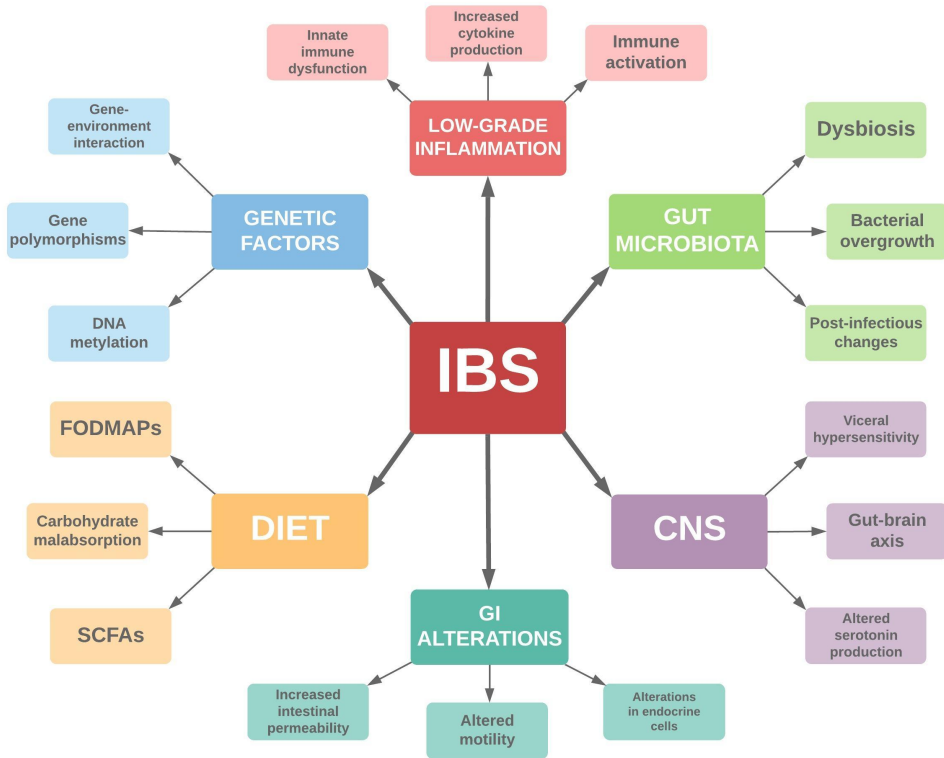 Innate
immune
dysfunction
Increased
cytokine
production
Immune
activation
LOW-GRADE
INFLAMMATION
Gene-
environment
interaction
Gene
polymorphisms
DNA
metylation
GENETIC
FACTORS
GUT
MICROBIOTA
Dysbiosis
Bacterial
overgrowth
Post-infectious
changes
IBS
FODMAPs
Carbohydrate
malabsorption
SCFAs
DIET
CNS
Viceral
hypersensitivity
Gut-brain
axis
Altered
serotonin
production
GI
ALTERATIONS
Increased
intestinal
permeability
Altered
motility
Alterations
in endocrine
cells